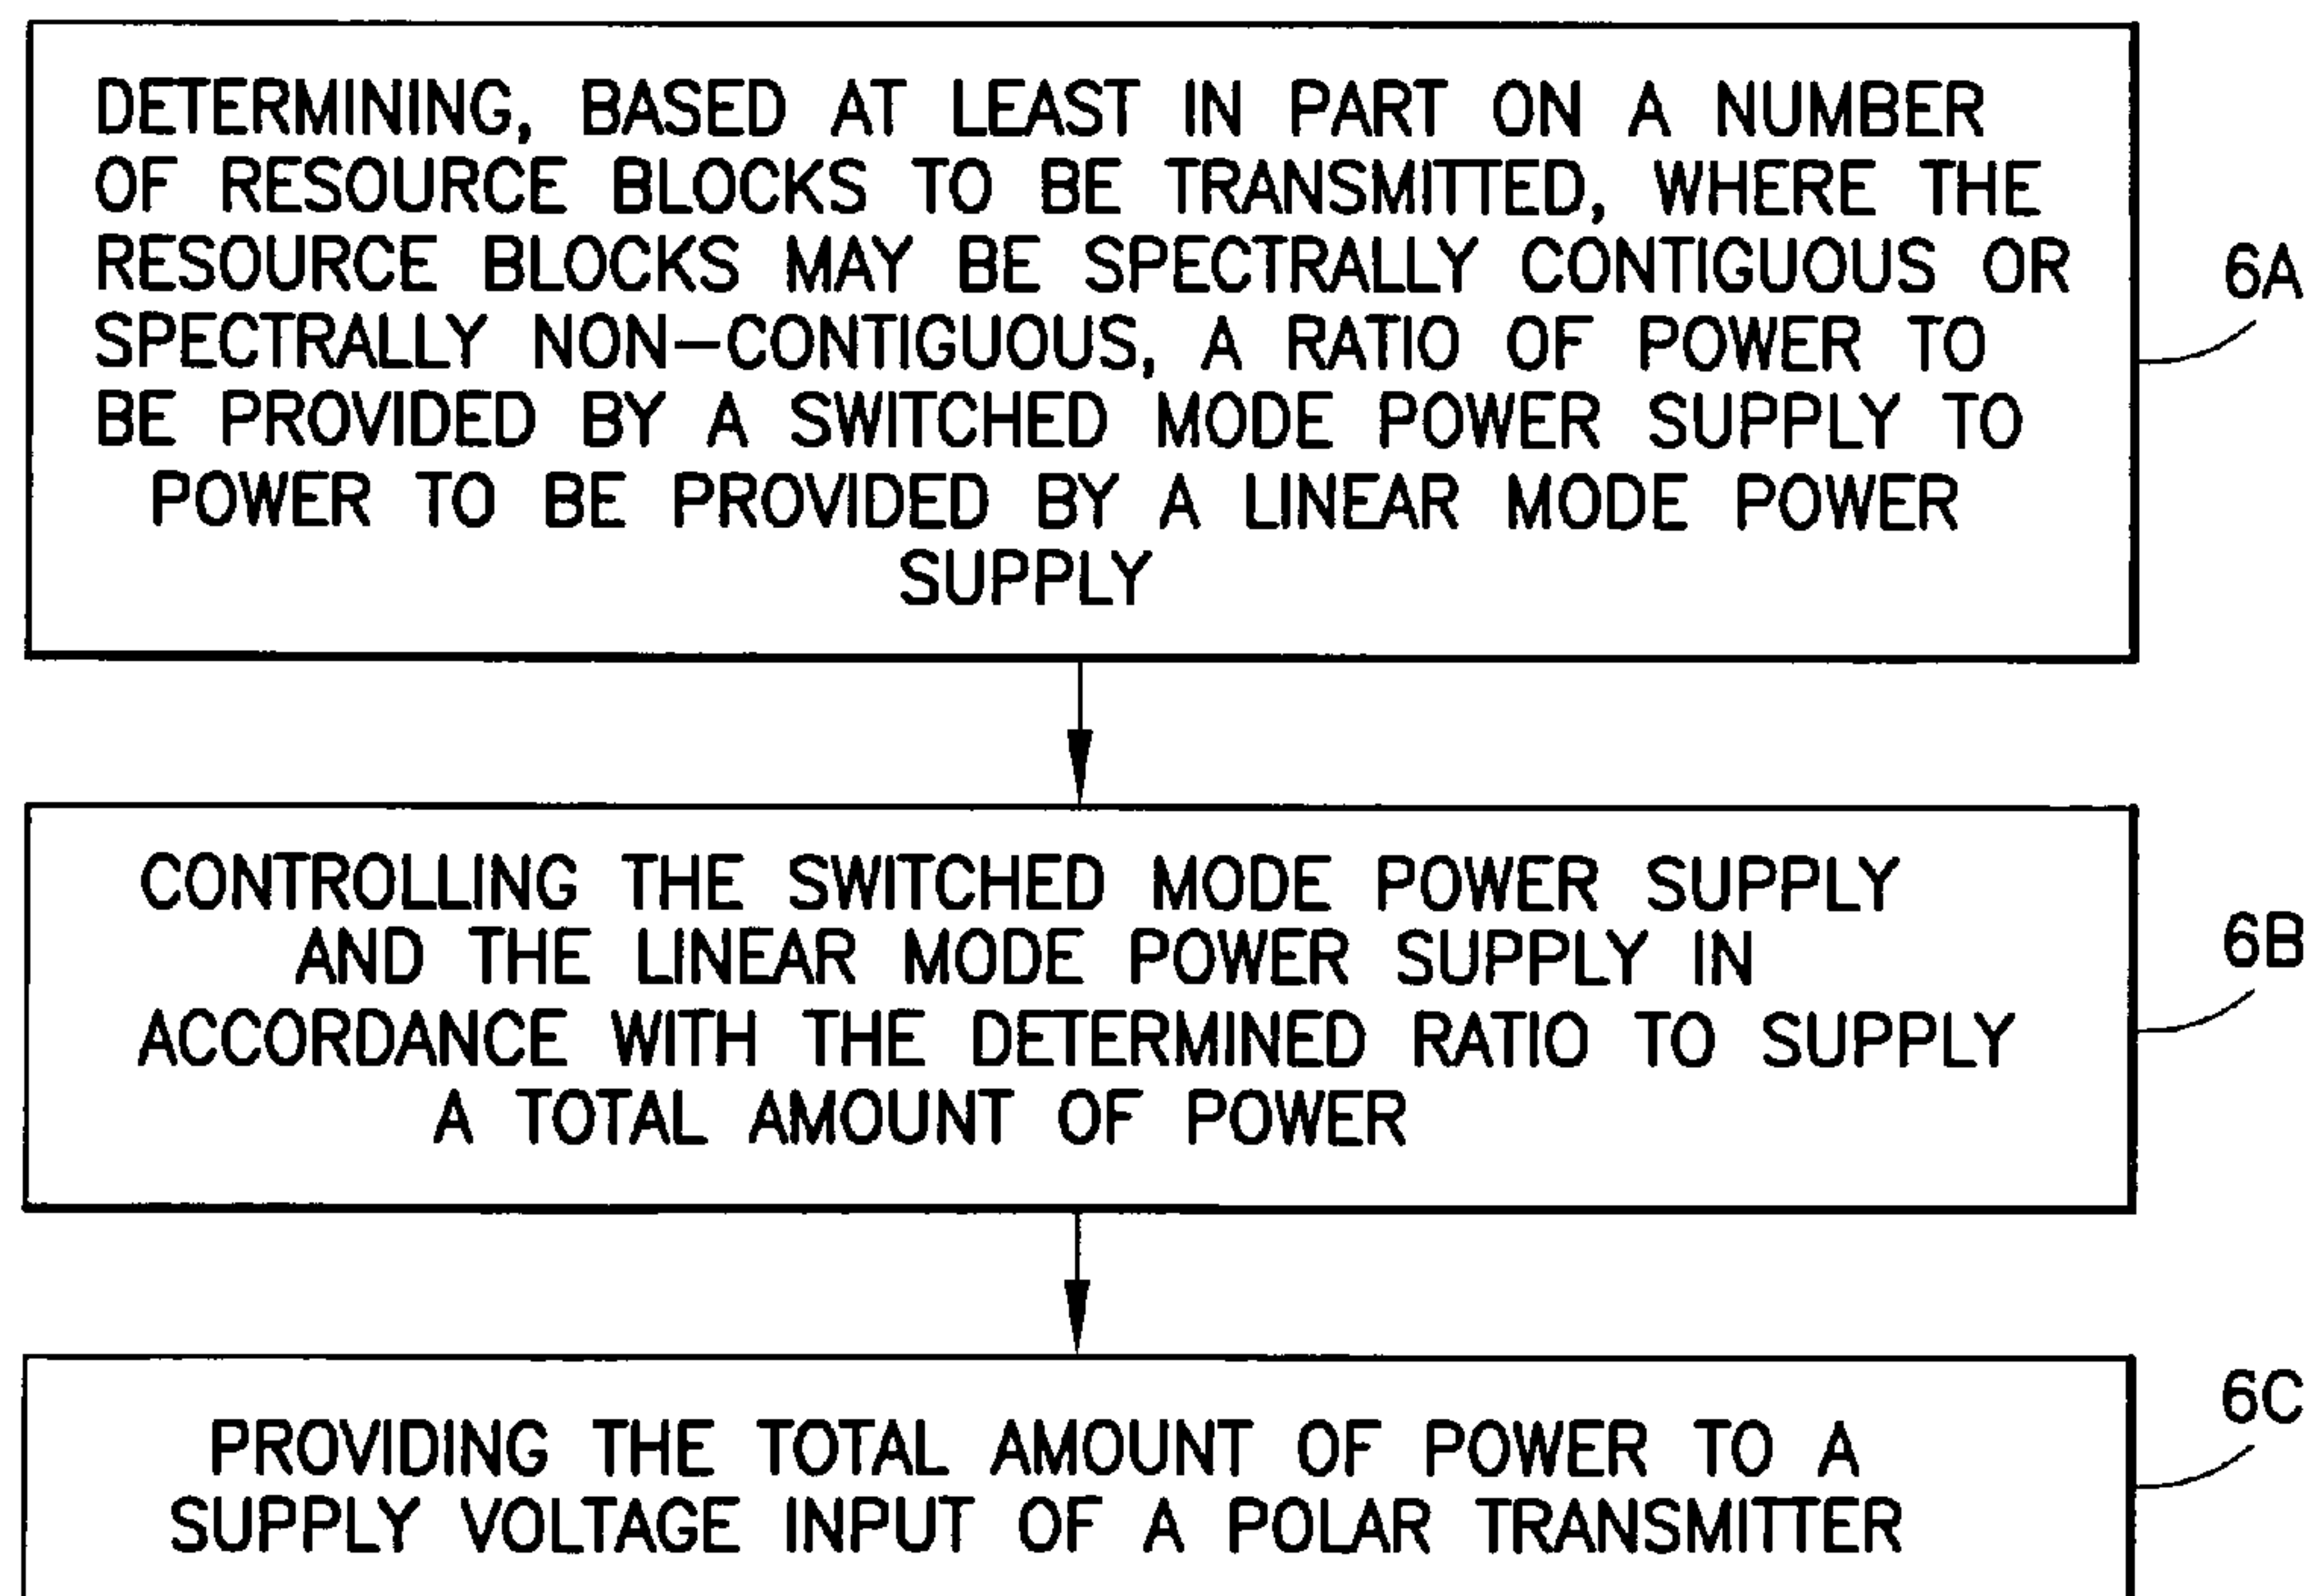 DETERMINING, BASED AT LEAST IN PART ON A NUMBER
OF RESOURCE BLOCKS TO BE TRANSMITTED, WHERE THE
RESOURCE BLOCKS MAY BE SPECTRALLY CONTIGUOUS OR
SPECTRALLY NON-CONTIGUOUS, A RATIO OF POWER TO
BE PROVIDED BY A SWITCHED MODE POWER SUPPLY TO
POWER TO BE PROVIDED BY A LINEAR MODE POWER
SUPPLY
6A
CONTROLLING THE SWITCHED MODE POWER SUPPLY
AND THE LINEAR MODE POWER SUPPLY IN
ACCORDANCE WITH THE DETERMINED RATIO TO SUPPLY
A TOTAL AMOUNT OF POWER
6B
PROVIDING THE TOTAL AMOUNT OF POWER TO A
SUPPLY VOLTAGE INPUT OF A POLAR TRANSMITTER
6C